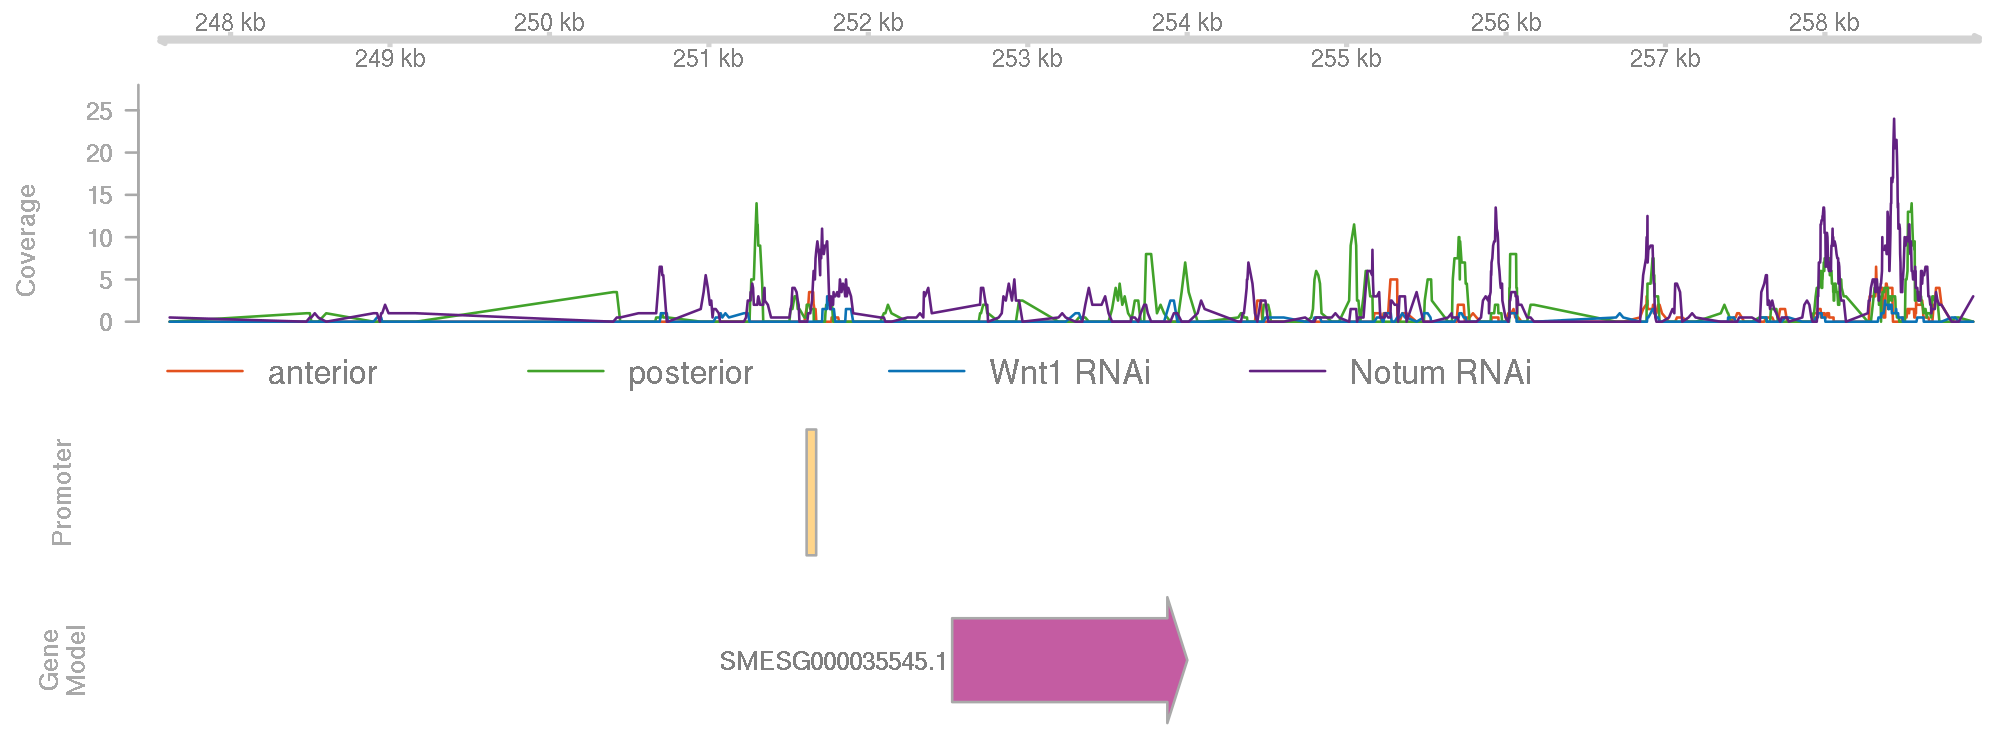 248 kb 250 kb 252 kb 254 kb 256 kb 258 kb
249 kb 251 kb 253 kb 255 kb 257 kb
Coverage
25
20
15
10
5
0
anterior posterior Wnt1 RNAi Notum RNAi
Promoter
Gene
Model
SMESG000035545.1